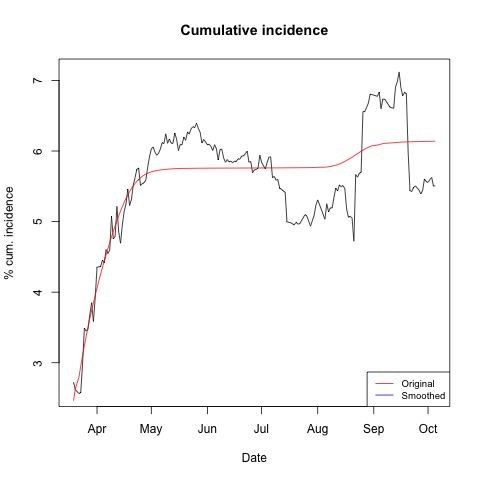 Cumulative incidence
% cum. incidence
7
6
5
4
3
Original
Smoothed
Apr May Jun Jul Aug Sep Oct
Date